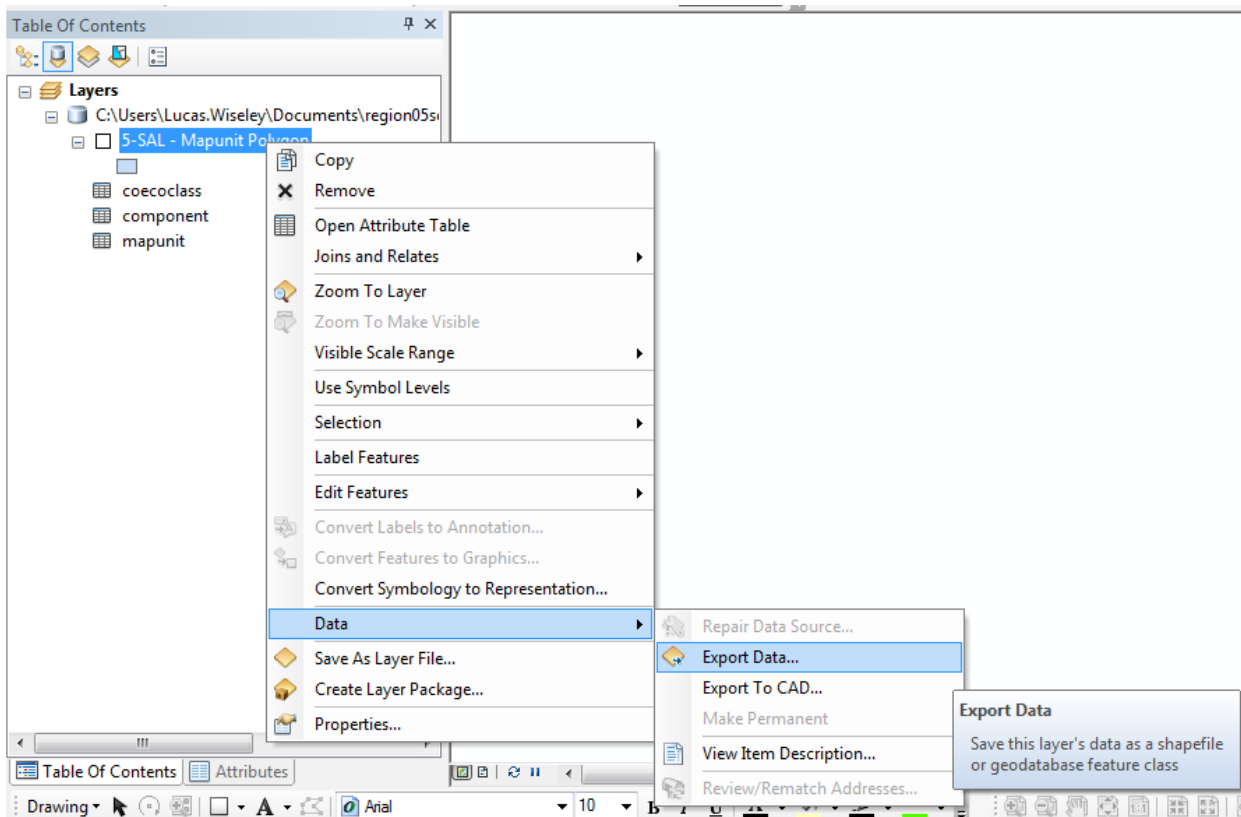 Table Of Contents
Layers
C:\Users\Lucas.Wiseley\Documents\region05s
5-SAL - Mapunit Polygon
coecoclass
component
mapunit
Copy
Remove
Open Attribute Table
Joins and Relates
Zoom To Layer
Zoom To Make Visible
Visible Scale Range
Use Symbol Levels
Selection
Label Features
Edit Features
Convert Labels to Annotation...
Convert Features to Graphics...
Convert Symbology to Representation...
Data
Save As Layer File...
Create Layer Package...
Properties...
Repair Data Source...
Export Data...
Export To CAD...
Make Permanent
View Item Description...
Review/Rematch Addresses...
Export Data
Save this layer's data as a shapefile
or geodatabase feature class
Table Of Contents Attributes
Drawing A Arial 10 B I U A